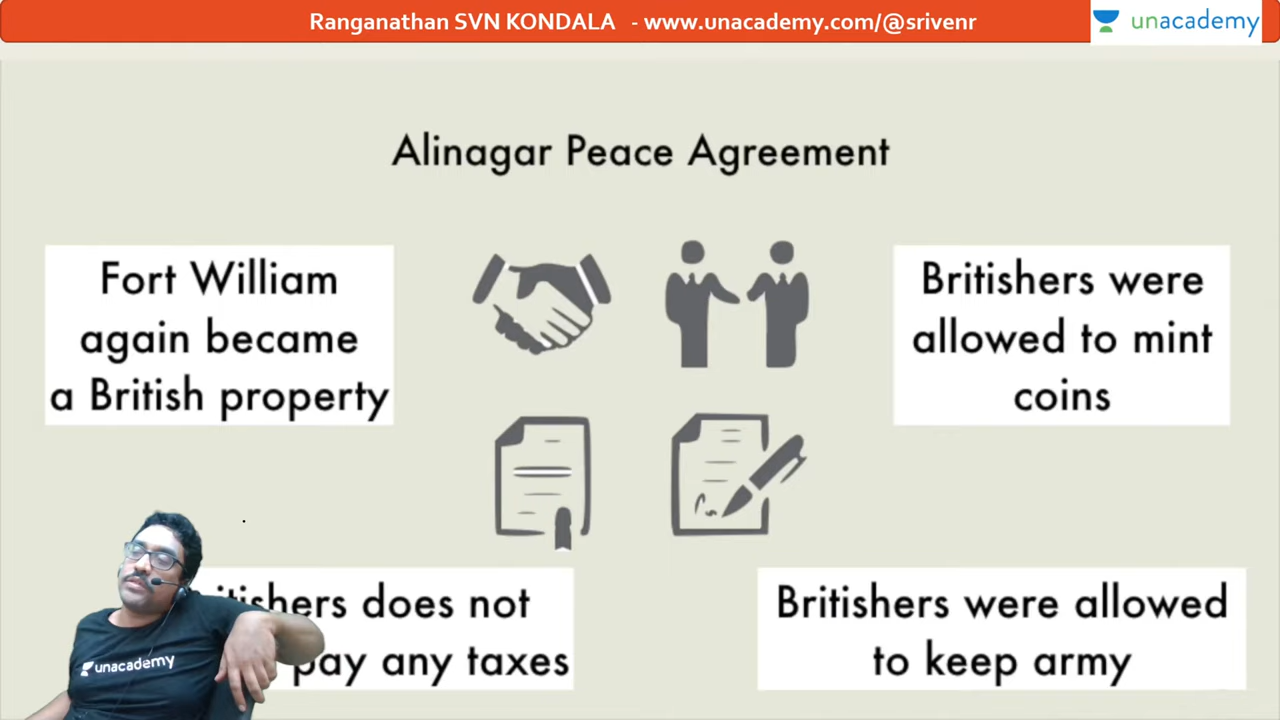 Ranganathan SVN KONDALA - www.unacademy.com/@srivenr
unacademy
Alinagar Peace Agreement
Fort William
again became
a British property
Britishers were
allowed to mint
coins
does not
pay any taxes
Britishers were allowed
to keep army
unacademy